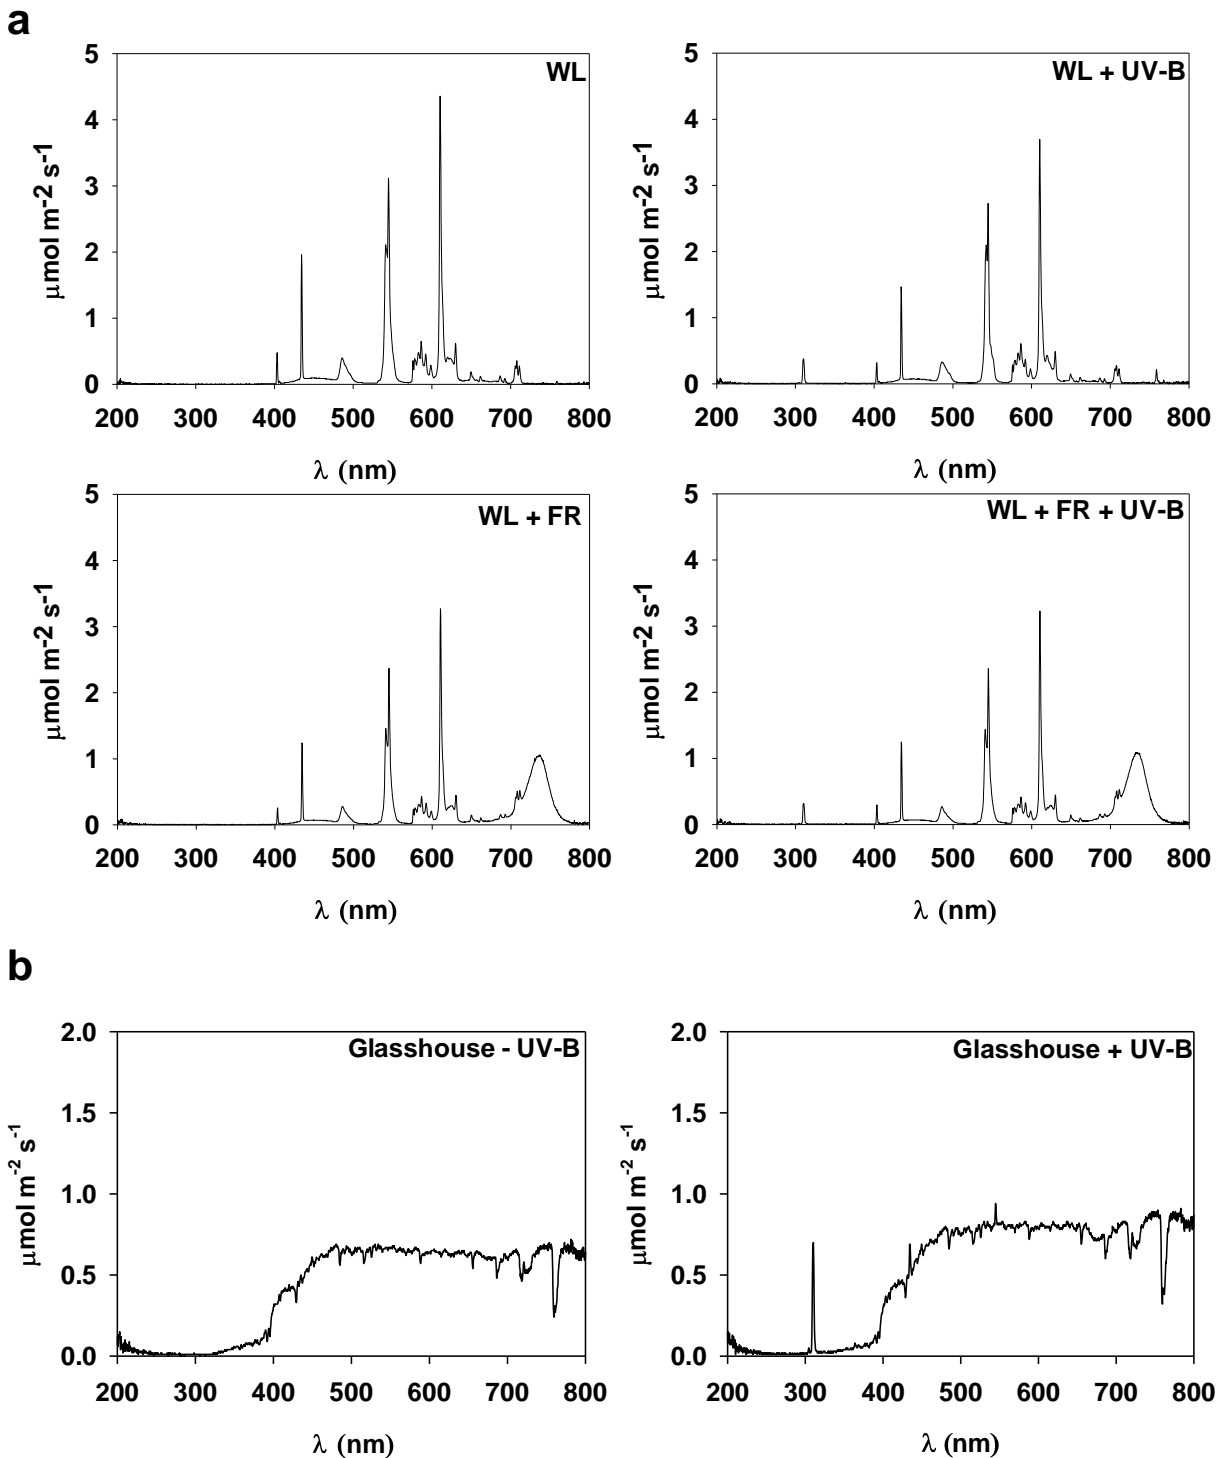 a
5
4
3
2
1
0
200 300 400 500 600 700 800
μmol m-2 s-1
λ (nm)
WL
5
4
3
2
1
0
200 300 400 500 600 700 800
μmol m-2 s-1
λ (nm)
WL + UV-B
5
4
3
2
1
0
200 300 400 500 600 700 800
μmol m-2 s-1
λ (nm)
WL + FR
5
4
3
2
1
0
200 300 400 500 600 700 800
μmol m-2 s-1
λ (nm)
WL + FR + UV-B
b
2.0
1.5
1.0
0.5
0.0
200 300 400 500 600 700 800
μmol m-2 s-1
λ (nm)
Glasshouse - UV-B
2.0
1.5
1.0
0.5
0.0
200 300 400 500 600 700 800
μmol m-2 s-1
λ (nm)
Glasshouse + UV-B